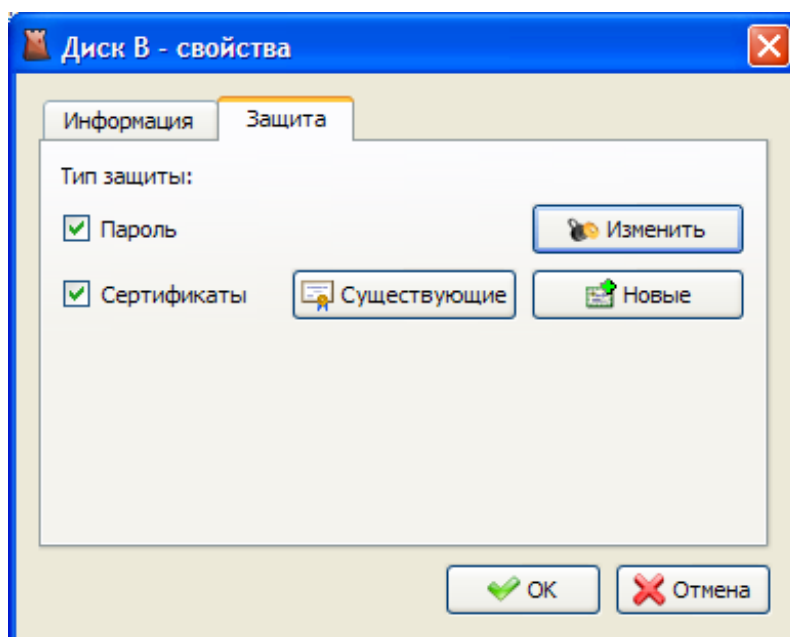 Диск B - свойства
Информация Защита
Тип защиты:
Пароль Изменить
Сертификаты Существующие Новые
OK Отмена